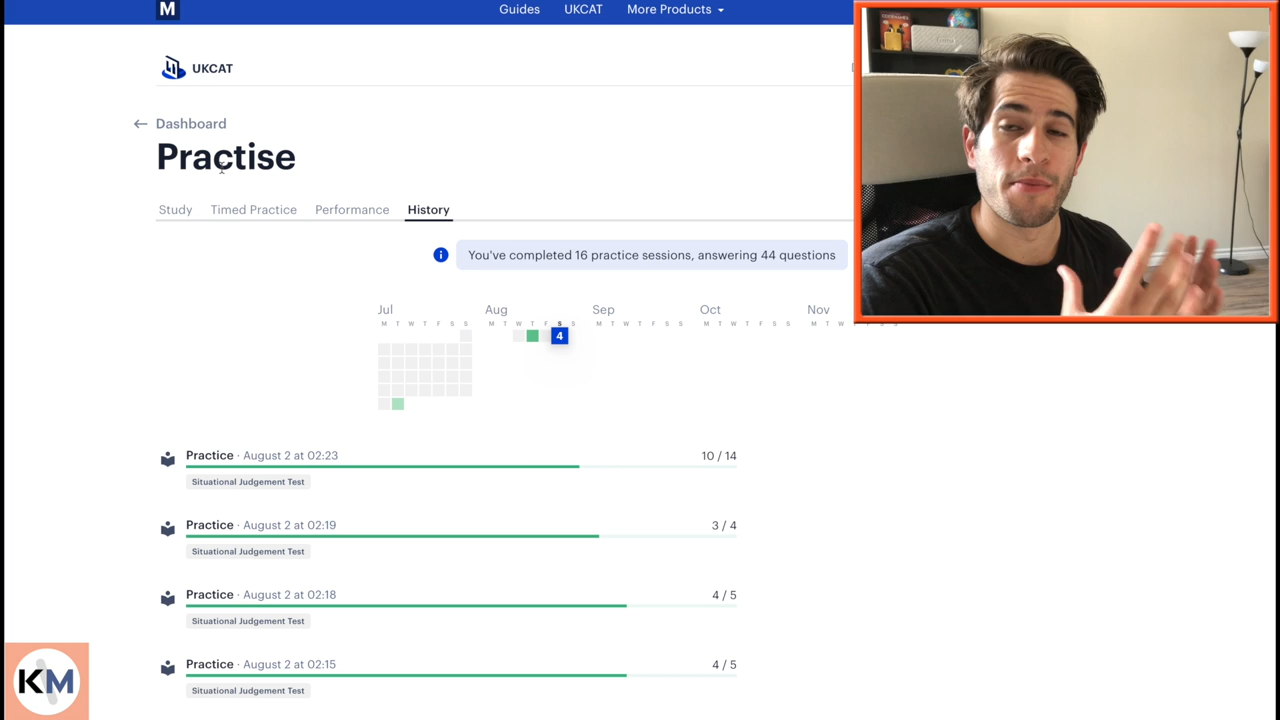 M
Guides UKCAT More Products
UKCAT
← Dashboard
Practise
Study Timed Practice Performance History
i You've completed 16 practice sessions, answering 44 questions
Jul Aug Sep Oct Nov
M T W T F S S M T W T F S S M T W T F S S M T W T F S S M T
4
Practice · August 2 at 02:23 10 / 14
Situational Judgement Test
Practice · August 2 at 02:19 3 / 4
Situational Judgement Test
Practice · August 2 at 02:18 4 / 5
Situational Judgement Test
Practice · August 2 at 02:15 4 / 5
Situational Judgement Test
KM